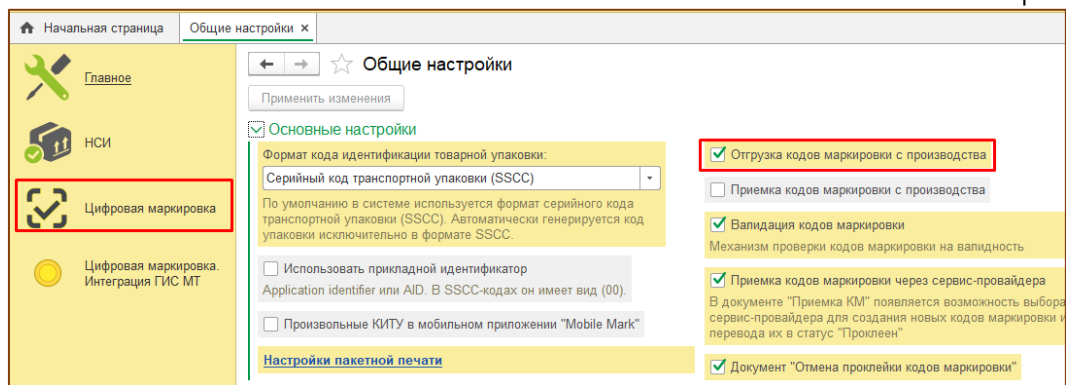 Начальная страница
Общие настройки ×
Главное
НСИ
Цифровая маркировка
Цифровая маркировка.
Интеграция ГИС МТ
Общие настройки
Применить изменения
Основные настройки
Формат кода идентификации товарной упаковки:
Серийный код транспортной упаковки (SSCC)
По умолчанию в системе используется формат серийного кода
транспортной упаковки (SSCC). Автоматически генерируется код
упаковки исключительно в формате SSCC.
Использовать прикладной идентификатор
Application identifier или AID. В SSCC-кодах он имеет вид (00).
Произвольные КИТУ в мобильном приложении "Mobile Mark"
Настройки пакетной печати
Отгрузка кодов маркировки с производства
Приемка кодов маркировки с производства
Валидация кодов маркировки
Механизм проверки кодов маркировки на валидность
Приемка кодов маркировки через сервис-провайдера
В документе "Приемка КМ" появляется возможность выбора
сервис-провайдера для создания новых кодов маркировки и
перевода их в статус "Проклеен"
Документ "Отмена проклейки кодов маркировки"